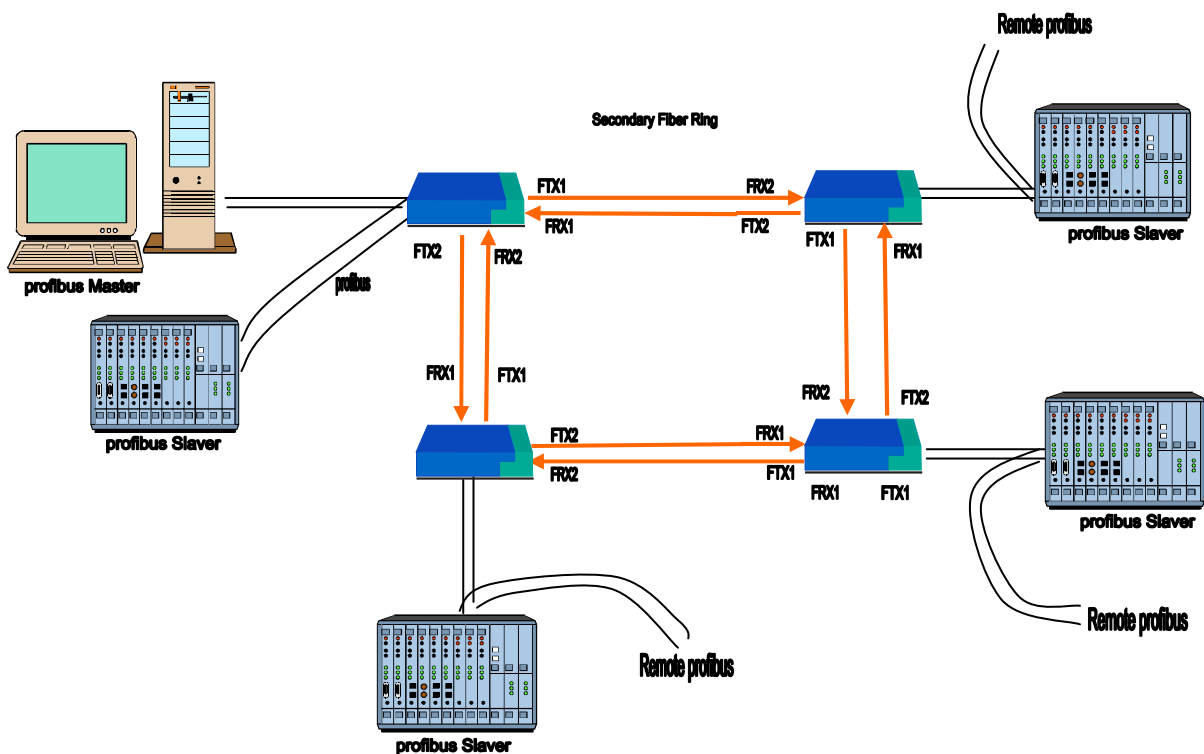 Remote profibus
Secondary Fiber Ring
FTX1
FRX2
FRX1
FTX2
profibus Slaver
FTX2
FRX2
FTX1
FRX1
profibus
profibus Master
FRX1
FTX1
FRX2
FTX2
profibus Slaver
FTX2
FRX1
FRX2
FTX1
FRX1
FTX1
profibus Slaver
Remote profibus
Remote profibus
profibus Slaver